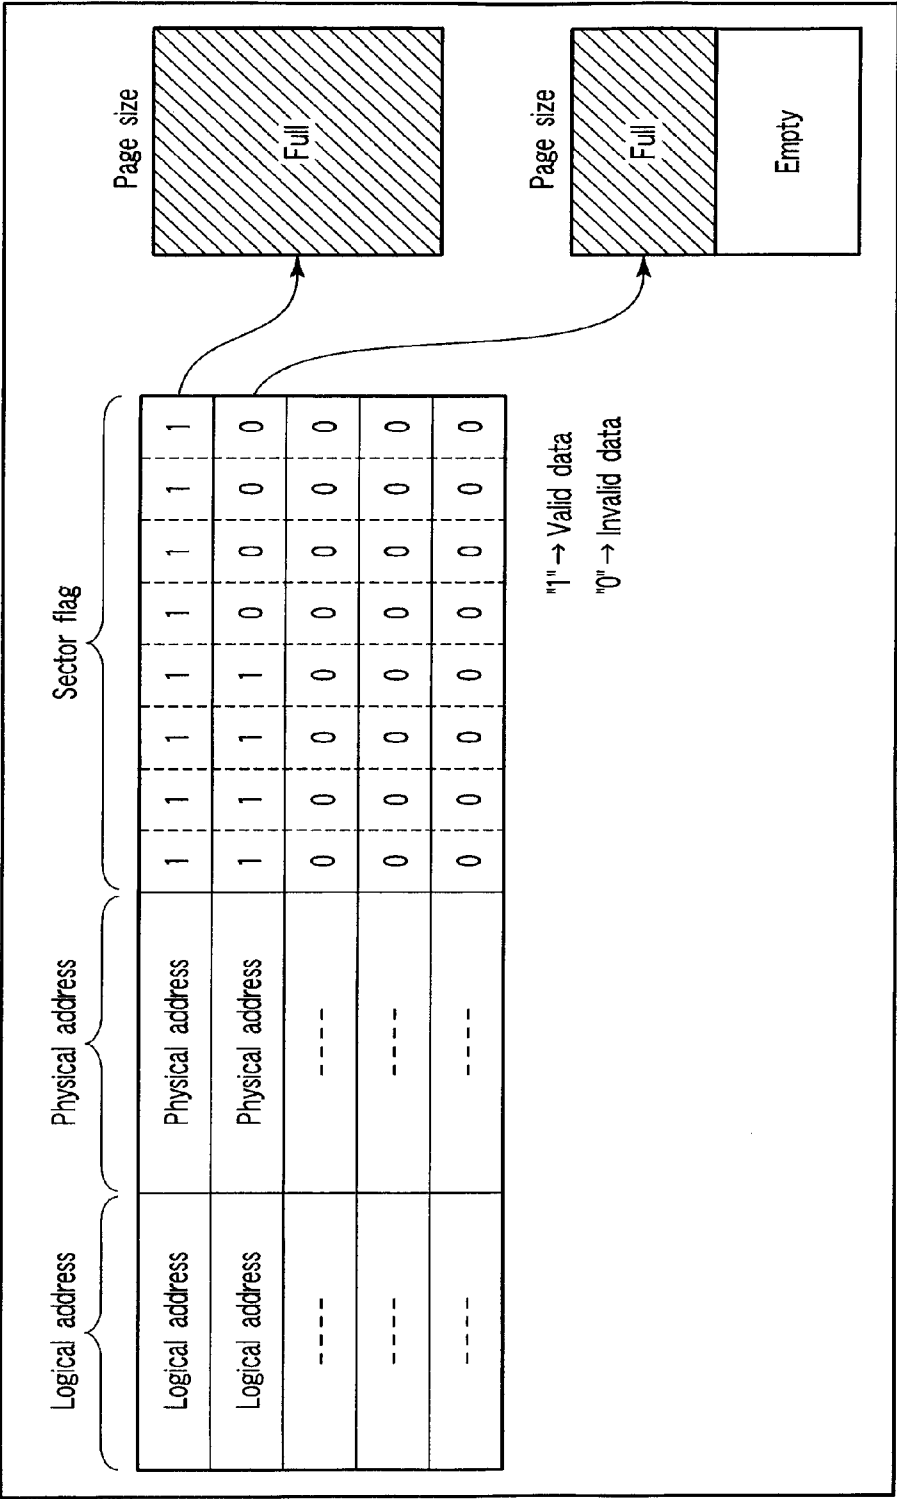 Logical address Physical address Sector flag
Logical address Physical address 1 1 1 1 1 1 1 1
Logical address Physical address 1 1 1 1 0 0 0 0
---- ---- 0 0 0 0 0 0 0 0
---- ---- 0 0 0 0 0 0 0 0
---- ---- 0 0 0 0 0 0 0 0
"1" → Valid data
"0" → Invalid data
Page size
Full
Page size
Full
Empty